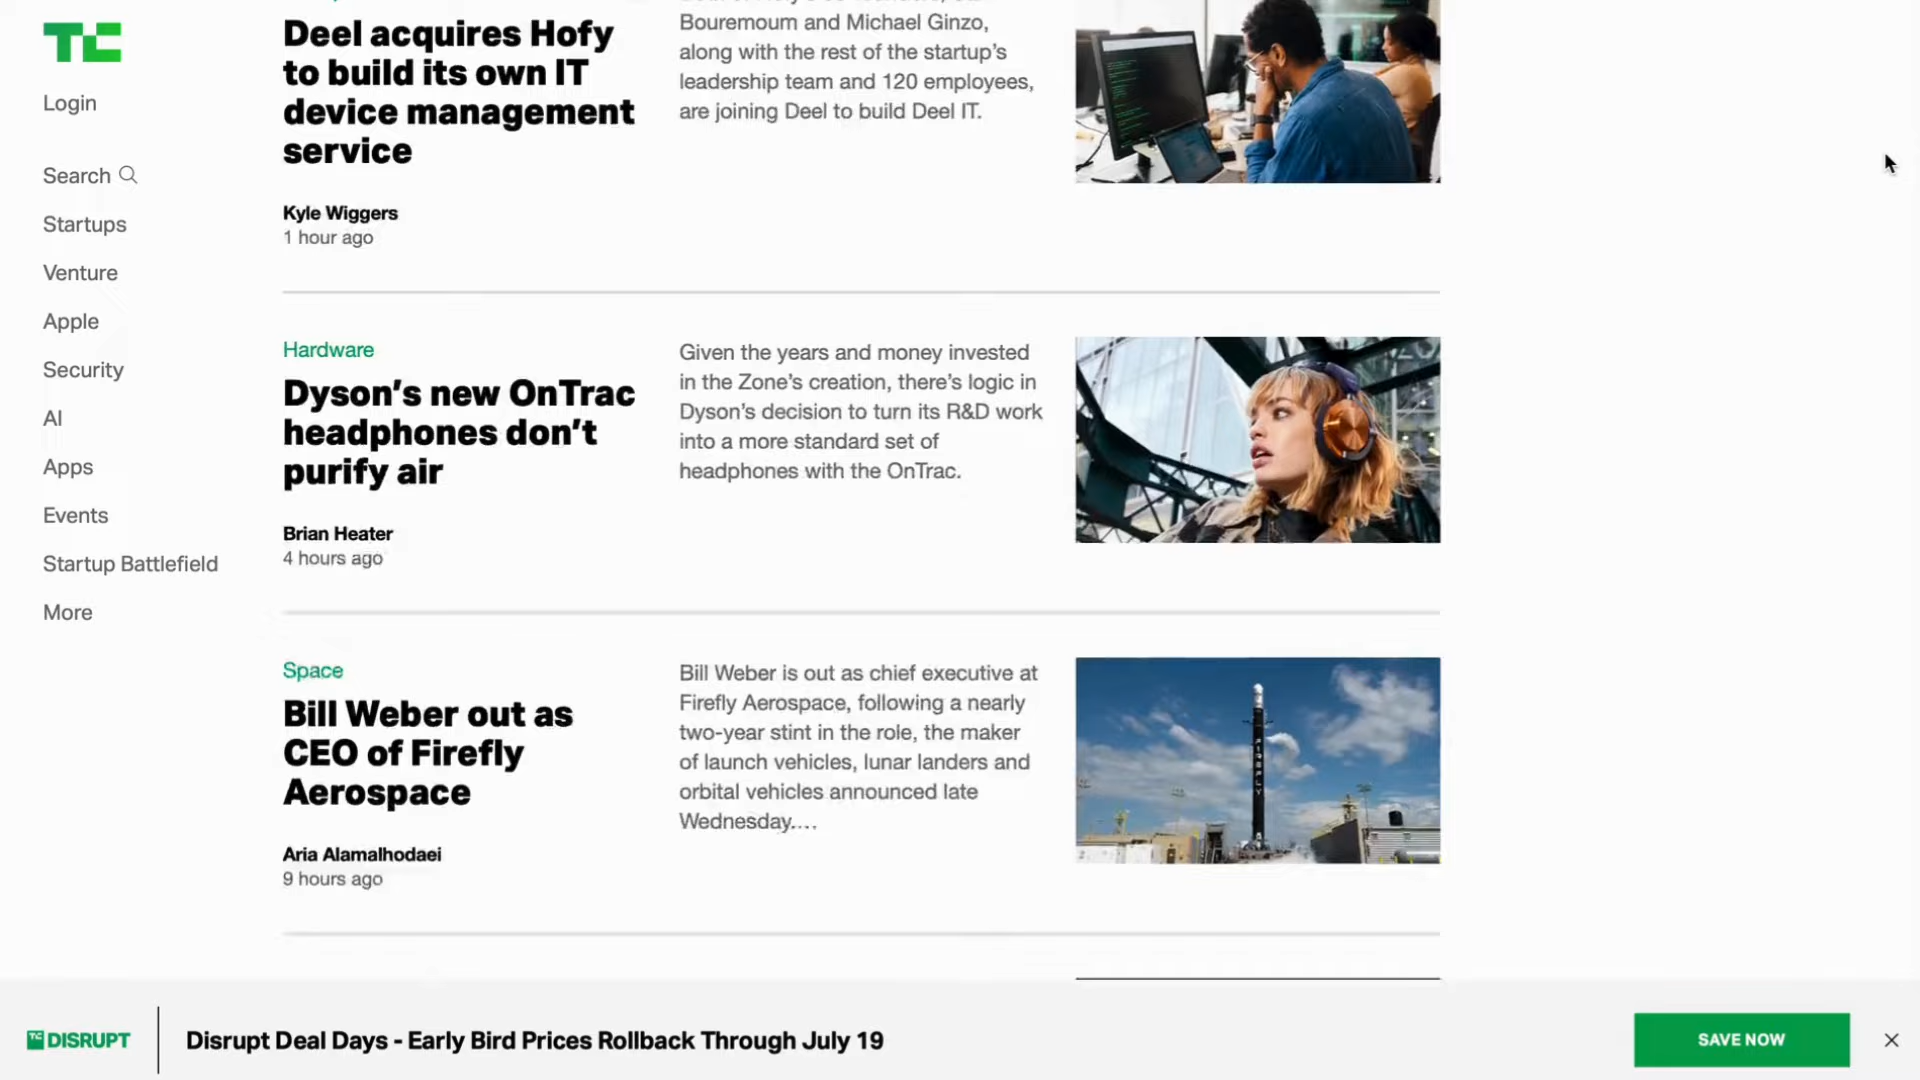 TC
Login
Search
Startups
Venture
Apple
Security
AI
Apps
Events
Startup Battlefield
More
Deel acquires Hofy
to build its own IT
device management
service
Kyle Wiggers
1 hour ago
Bouremoum and Michael Ginzo,
along with the rest of the startup's
leadership team and 120 employees,
are joining Deel to build Deel IT.
Hardware
Dyson's new OnTrac
headphones don't
purify air
Brian Heater
4 hours ago
Given the years and money invested
in the Zone's creation, there's logic in
Dyson's decision to turn its R&D work
into a more standard set of
headphones with the OnTrac.
Space
Bill Weber out as
CEO of Firefly
Aerospace
Aria Alamalhodaei
9 hours ago
Bill Weber is out as chief executive at
Firefly Aerospace, following a nearly
two-year stint in the role, the maker
of launch vehicles, lunar landers and
orbital vehicles announced late
Wednesday.…
FIREFLY
TC DISRUPT
Disrupt Deal Days - Early Bird Prices Rollback Through July 19
SAVE NOW